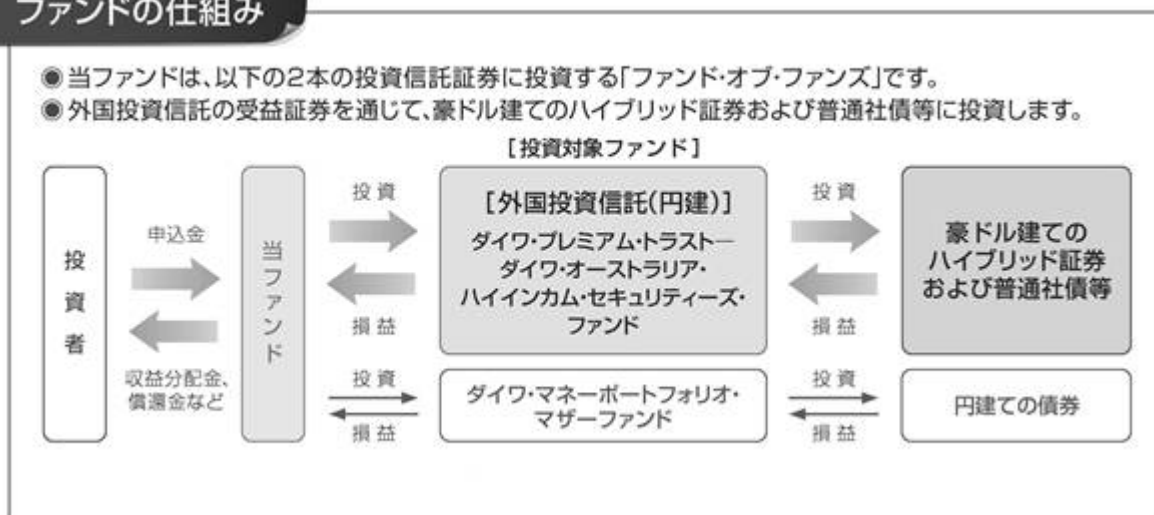 ファンドの仕組み
◉当ファンドは、以下の2本の投資信託証券に投資する「ファンド・オブ・ファンズ」です。
◉外国投資信託の受益証券を通じて、豪ドル建てのハイブリッド証券および普通社債等に投資します。
[投資対象ファンド]
投資者
申込金
収益分配金、
償還金など
当ファンド
投資
損益
投資
損益
[外国投資信託(円建)]
ダイワ・プレミアム・トラスト―
ダイワ・オーストラリア・
ハイインカム・セキュリティーズ・
ファンド
ダイワ・マネーポートフォリオ・
マザーファンド
投資
損益
投資
損益
豪ドル建ての
ハイブリッド証券
および普通社債等
円建ての債券